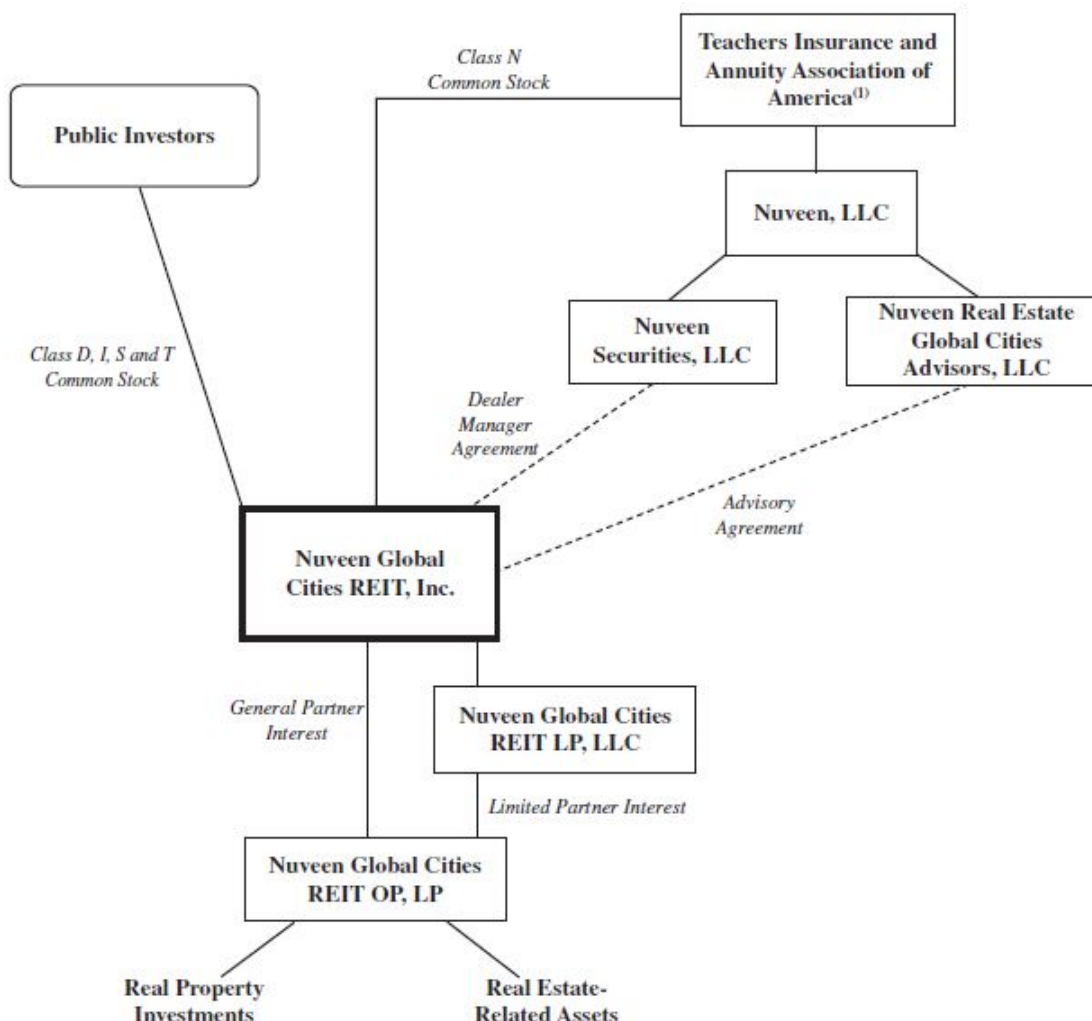 Teachers Insurance and
Annuity Association of
America(1)
Class N
Common Stock
Public Investors
Nuveen, LLC
Nuveen
Securities, LLC
Nuveen Real Estate
Global Cities
Advisors, LLC
Class D, I, S and T
Common Stock
Dealer
Manager
Agreement
Advisory
Agreement
Nuveen Global
Cities REIT, Inc.
General Partner
Interest
Nuveen Global Cities
REIT LP, LLC
Limited Partner Interest
Nuveen Global Cities
REIT OP, LP
Real Property
Investments
Real Estate-
Related Assets